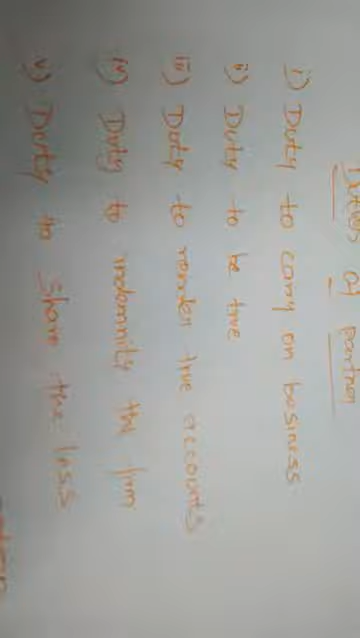 Duties of partner
i) Duty to carry on business
ii) Duty to be true
iii) Duty to render true accounts
iv) Duty to indemnity the firm
v) Duty to share the loss